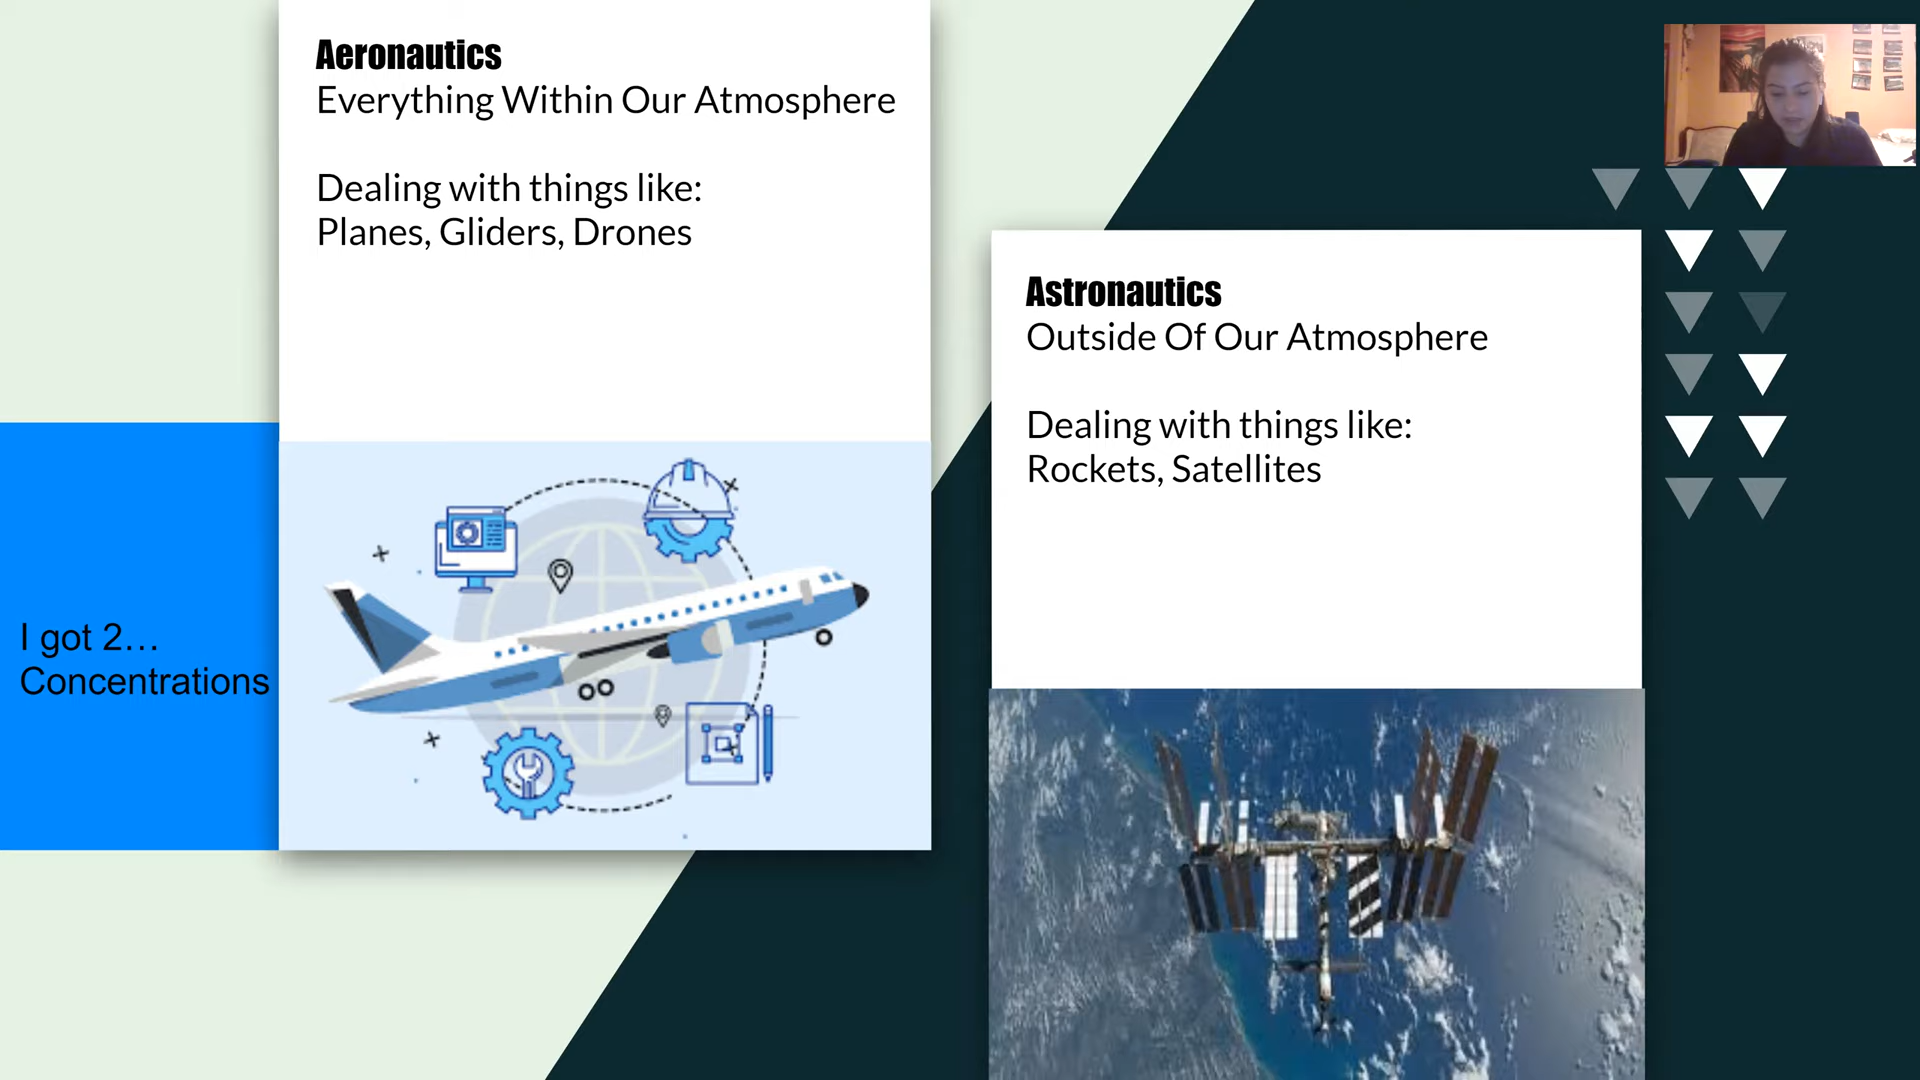 Aeronautics
Everything Within Our Atmosphere
Dealing with things like:
Planes, Gliders, Drones
I got 2...
Concentrations
Astronautics
Outside Of Our Atmosphere
Dealing with things like:
Rockets, Satellites